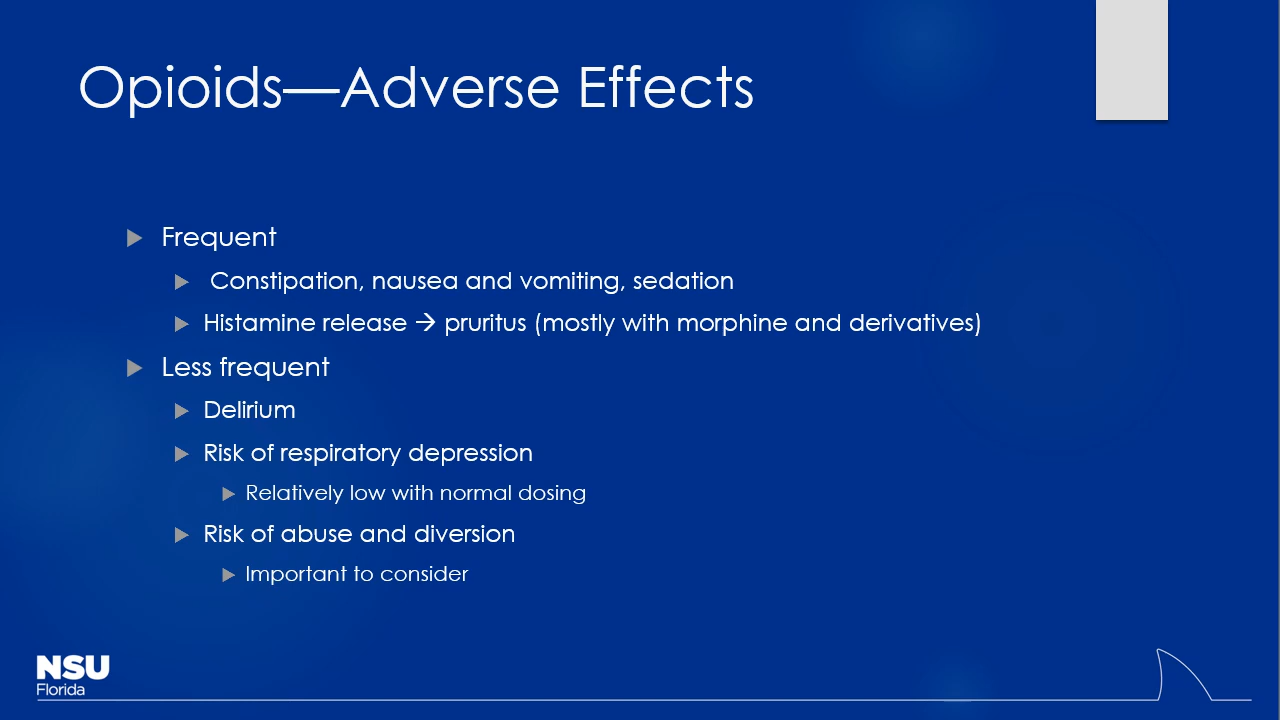 Opioids—Adverse Effects
Frequent
Constipation, nausea and vomiting, sedation
Histamine release → pruritus (mostly with morphine and derivatives)
Less frequent
Delirium
Risk of respiratory depression
Relatively low with normal dosing
Risk of abuse and diversion
Important to consider
NSU
Florida